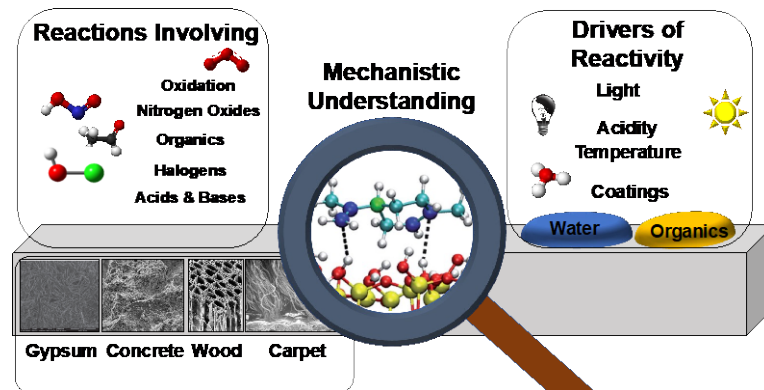 Reactions Involving
Oxidation
Nitrogen Oxides
Organics
Halogens
Acids & Bases
Mechanistic
Understanding
Drivers of
Reactivity
Light
Acidity
Temperature
Coatings
Water
Organics
Gypsum
Concrete
Wood
Carpet